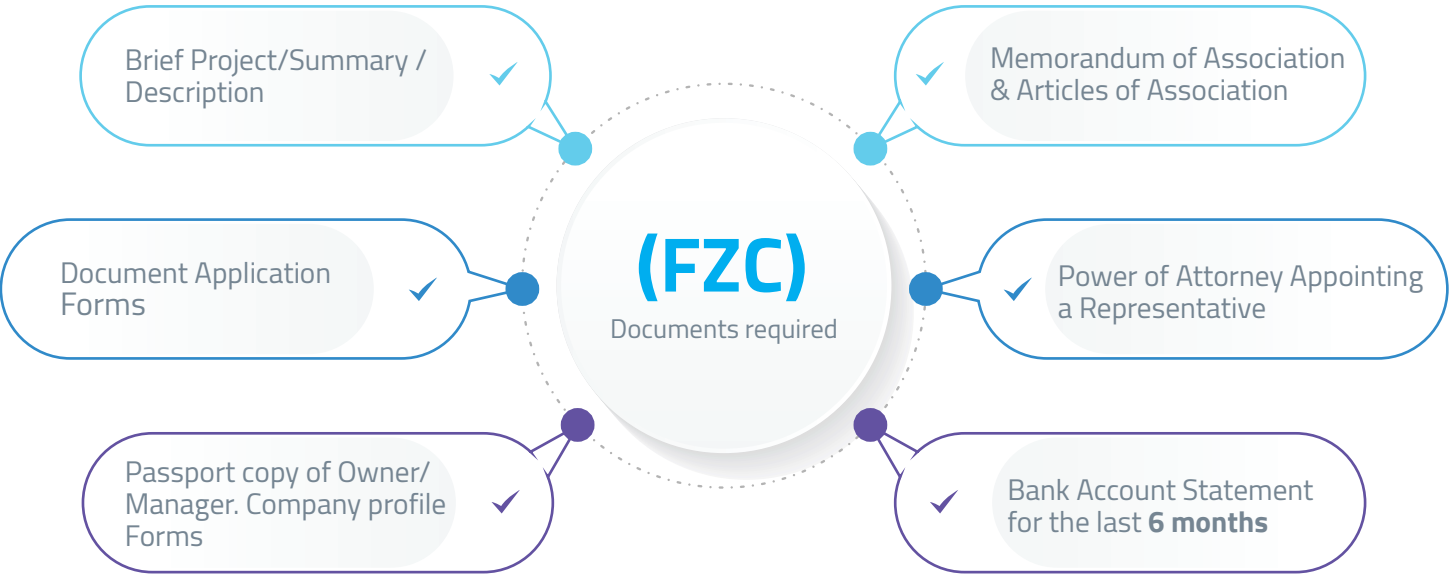 Brief Project/Summary /
Description
Memorandum of Association
& Articles of Association
(FZC)
Documents required
Document Application
Forms
Power of Attorney Appointing
a Representative
Passport copy of Owner/
Manager. Company profile
Forms
Bank Account Statement
for the last 6 months